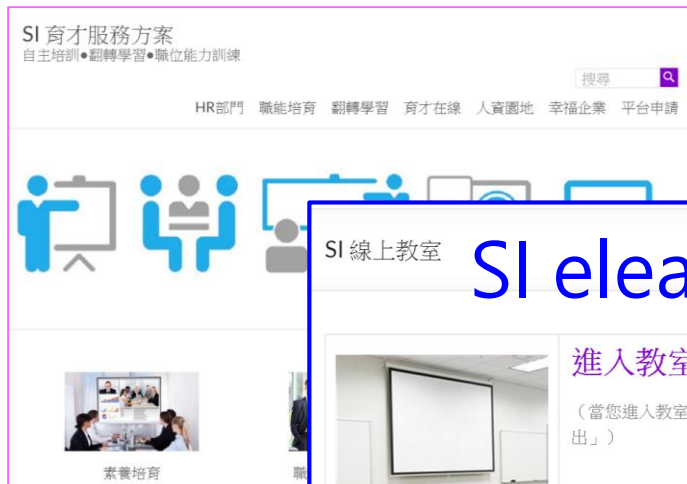 SI 育才服務方案
自主培訓●翻轉學習●職位能力訓練
搜尋
HR部門 職能培育 翻轉學習 育才在線 人資園地 幸福企業 平台申請
SI 線上教室
SI elea
進入教室
（當您進入教室
出」）
素養培育
職